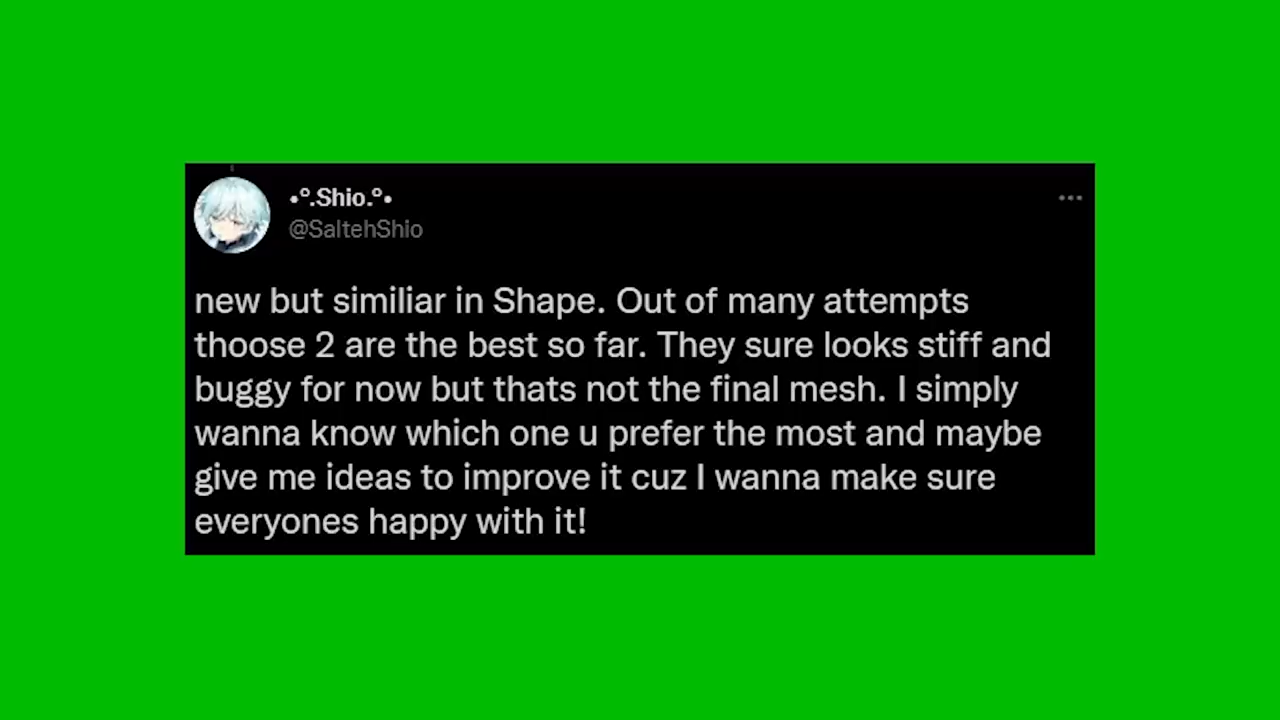 •°.Shio.°•
@SaltehShio
new but similiar in Shape. Out of many attempts
thoose 2 are the best so far. They sure looks stiff and
buggy for now but thats not the final mesh. I simply
wanna know which one u prefer the most and maybe
give me ideas to improve it cuz I wanna make sure
everyones happy with it!